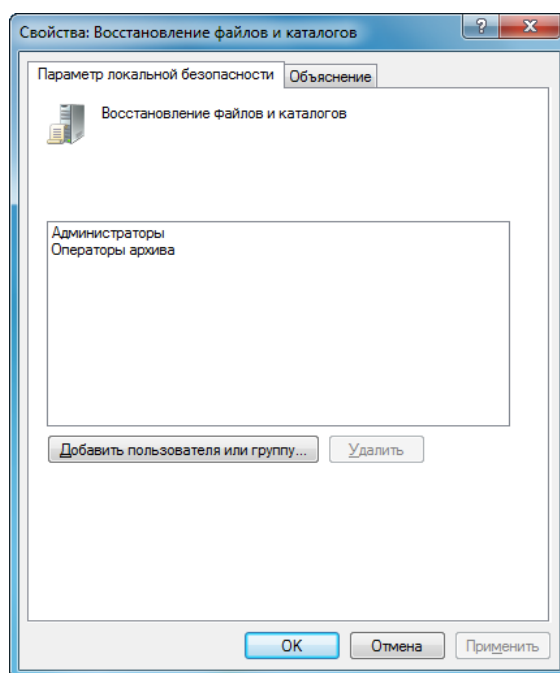 Свойства: Восстановление файлов и каталогов
Параметр локальной безопасности
Объяснение
Восстановление файлов и каталогов
Администраторы
Операторы архива
Добавить пользователя или группу...
Удалить
OK
Отмена
Применить